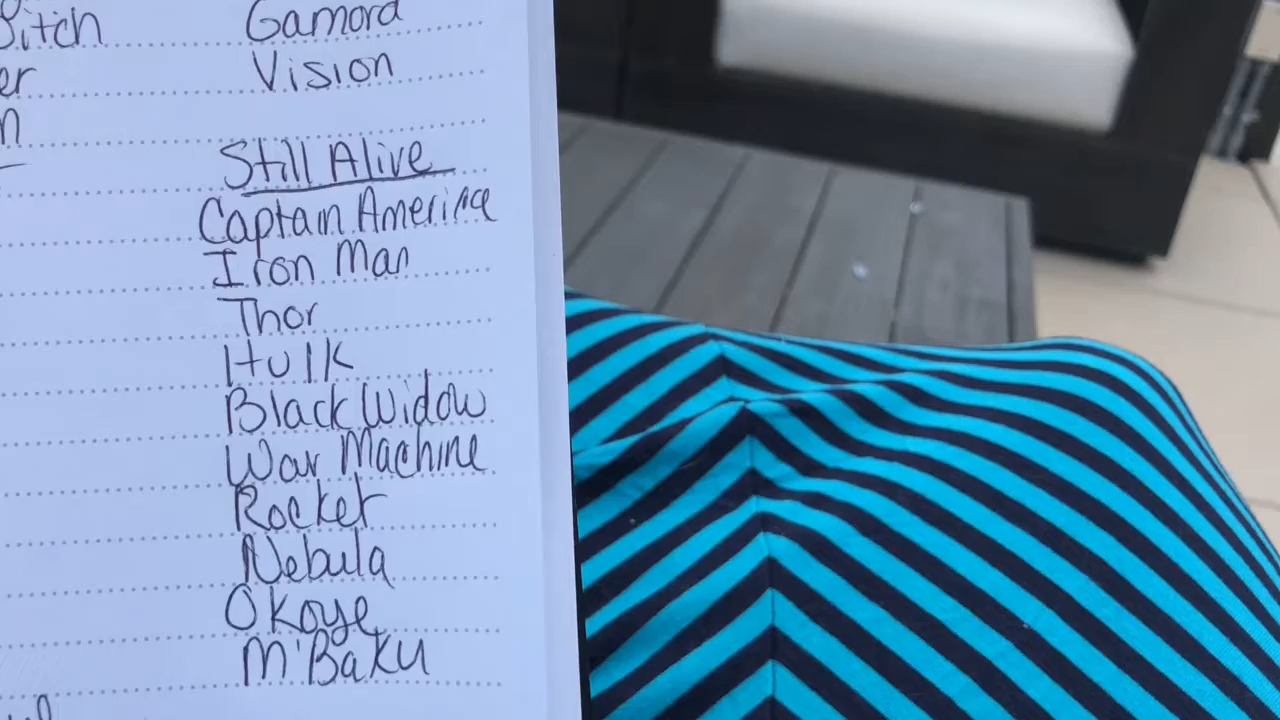 Gamora
Vision
Still Alive
Captain America
Iron Man
Thor
Hulk
Black Widow
War Machine
Rocket
Nebula
Okoye
M'Baku